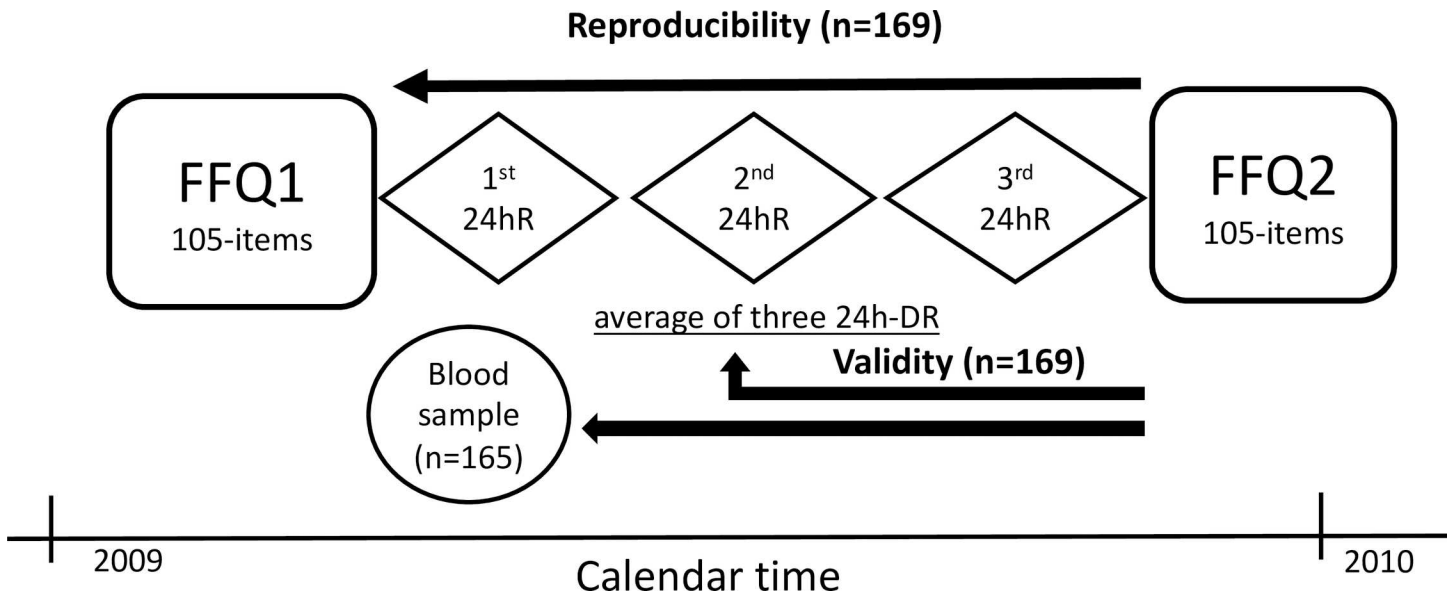 Reproducibility (n=169)
FFQ1
105-items
1st
24hR
2nd
24hR
3rd
24hR
FFQ2
105-items
average of three 24h-DR
Validity (n=169)
Blood
sample
(n=165)
2009
Calendar time
2010